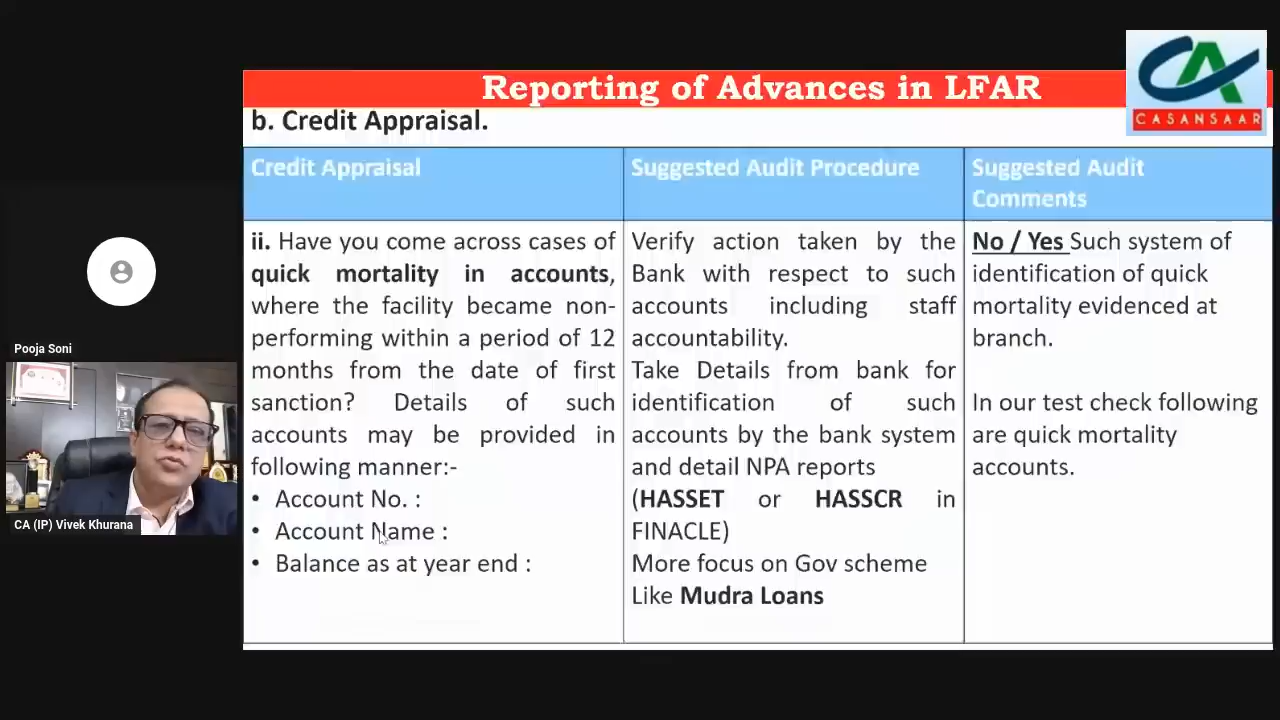 Reporting of Advances in LFAR
CA
CASANSAAR
b. Credit Appraisal.
Credit Appraisal
Suggested Audit Procedure
Suggested Audit
Comments
ii. Have you come across cases of
quick mortality in accounts,
where the facility became non-
performing within a period of 12
months from the date of first
sanction? Details of such
accounts may be provided in
following manner:-
• Account No. :
• Account Name :
• Balance as at year end :
Verify action taken by the
Bank with respect to such
accounts including staff
accountability.
Take Details from bank for
identification of such
accounts by the bank system
and detail NPA reports
(HASSET or HASSCR in
FINACLE)
More focus on Gov scheme
Like Mudra Loans
No / Yes Such system of
identification of quick
mortality evidenced at
branch.
In our test check following
are quick mortality
accounts.
Pooja Soni
CA (IP) Vivek Khurana